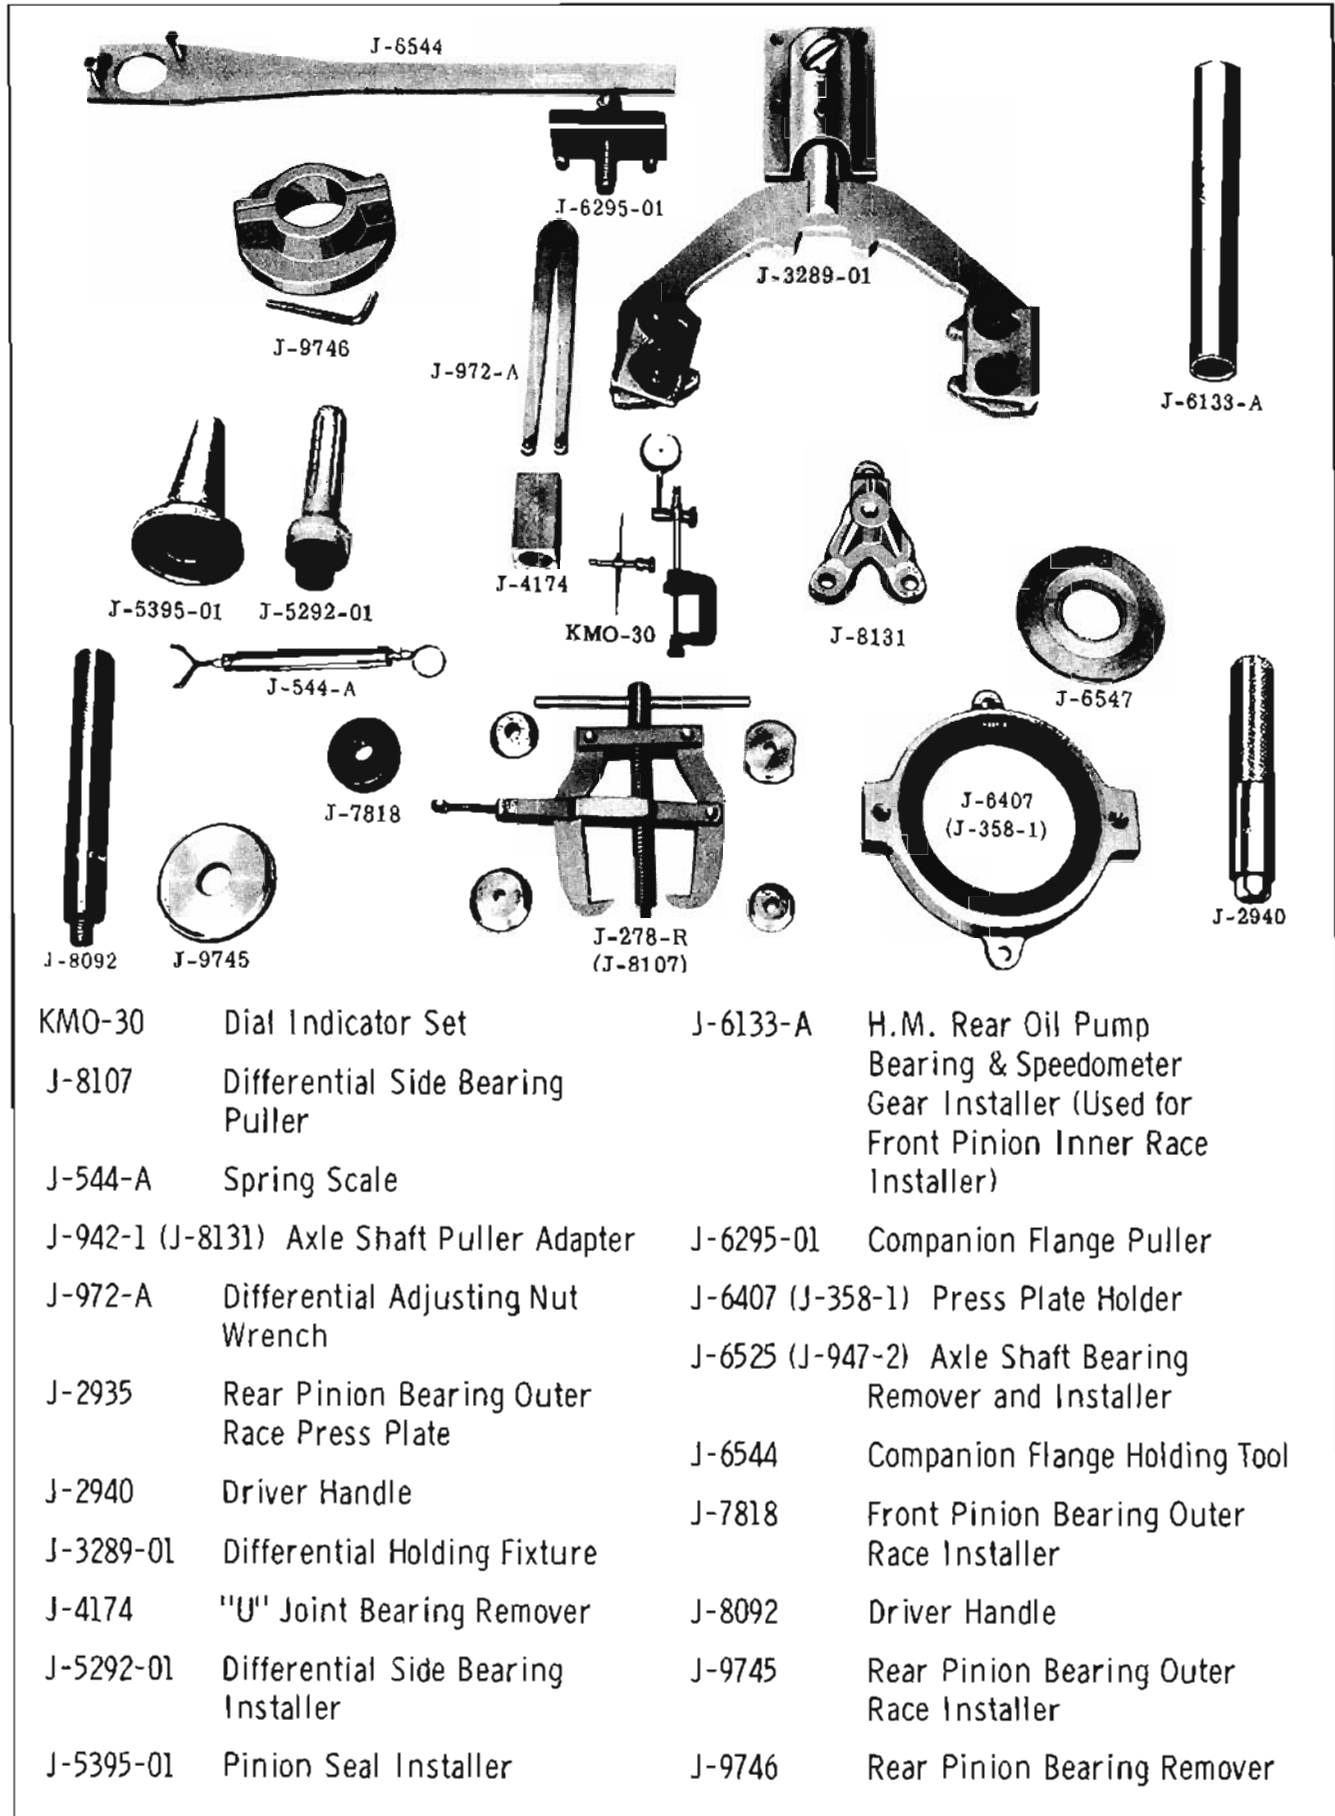 J-6544
J-6295-01
J-3289-01
J-9746
J-972-A
J-6133-A
J-4174
J-5395-01
J-5292-01
KMO-30
J-8131
J-544-A
J-6547
J-7818
J-6407
(J-358-1)
J-2940
J-278-R
(J-8107)
J-8092
J-9745
KMO-30 Dial Indicator Set
J-8107 Differential Side Bearing
Puller
J-544-A Spring Scale
J-942-1 (J-8131) Axle Shaft Puller Adapter
J-972-A Differential Adjusting Nut
Wrench
J-2935 Rear Pinion Bearing Outer
Race Press Plate
J-2940 Driver Handle
J-3289-01 Differential Holding Fixture
J-4174 "U" Joint Bearing Remover
J-5292-01 Differential Side Bearing
Installer
J-5395-01 Pinion Seal Installer
J-6133-A H.M. Rear Oil Pump
Bearing & Speedometer
Gear Installer (Used for
Front Pinion Inner Race
Installer)
J-6295-01 Companion Flange Puller
J-6407 (J-358-1) Press Plate Holder
J-6525 (J-947-2) Axle Shaft Bearing
Remover and Installer
J-6544 Companion Flange Holding Tool
J-7818 Front Pinion Bearing Outer
Race Installer
J-8092 Driver Handle
J-9745 Rear Pinion Bearing Outer
Race Installer
J-9746 Rear Pinion Bearing Remover